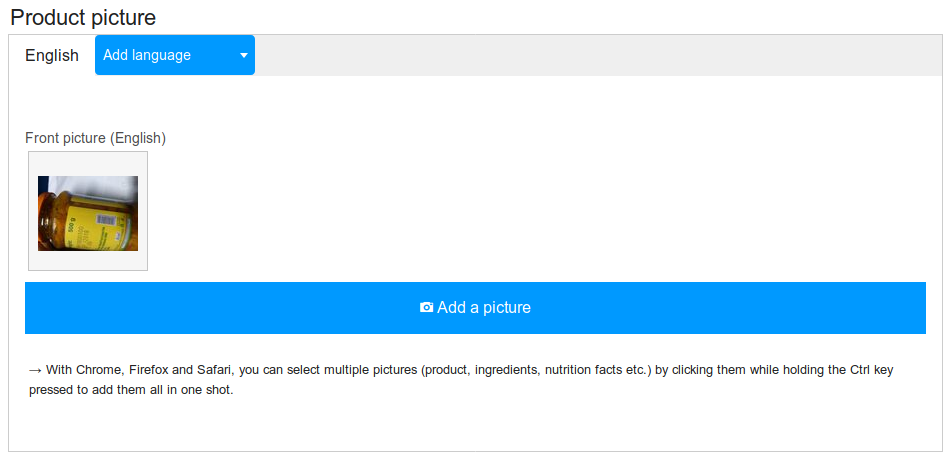 Product picture
English
Add language
Front picture (English)
500 g
Add a picture
→ With Chrome, Firefox and Safari, you can select multiple pictures (product, ingredients, nutrition facts etc.) by clicking them while holding the Ctrl key
pressed to add them all in one shot.